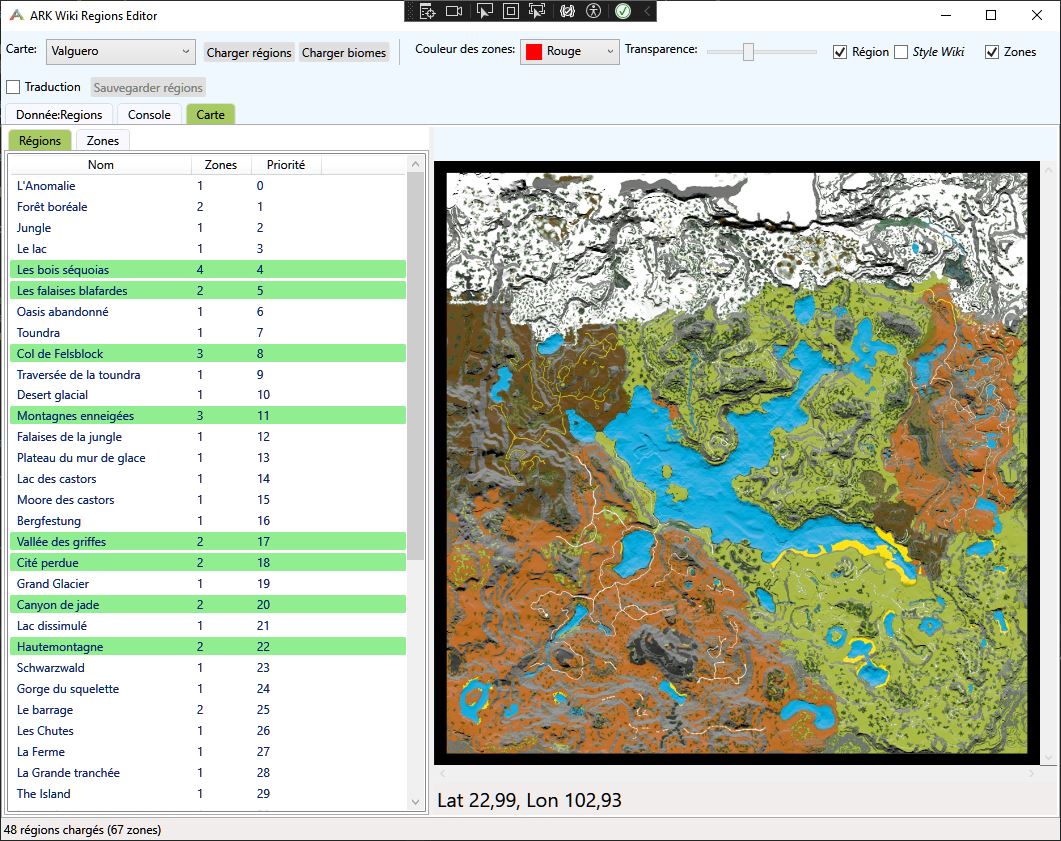 ARK Wiki Regions Editor
Carte: Valguero Charger régions Charger biomes Couleur des zones: Rouge Transparence: Région Style Wiki Zones
Traduction Sauvegarder régions
Donnée:Regions Console Carte
Régions Zones
Nom Zones Priorité
L'Anomalie 1 0
Forêt boréale 2 1
Jungle 1 2
Le lac 1 3
Les bois séquoias 4 4
Les falaises blafardes 2 5
Oasis abandonné 1 6
Toundra 1 7
Col de Felsblock 3 8
Traversée de la toundra 1 9
Desert glacial 1 10
Montagnes enneigées 3 11
Falaises de la jungle 1 12
Plateau du mur de glace 1 13
Lac des castors 1 14
Moore des castors 1 15
Bergfestung 1 16
Vallée des griffes 2 17
Cité perdue 2 18
Grand Glacier 1 19
Canyon de jade 2 20
Lac dissimulé 1 21
Hautemontagne 2 22
Schwarzwald 1 23
Gorge du squelette 1 24
Le barrage 2 25
Les Chutes 1 26
La Ferme 1 27
La Grande tranchée 1 28
The Island 1 29
Lat 22,99, Lon 102,93
48 régions chargés (67 zones)